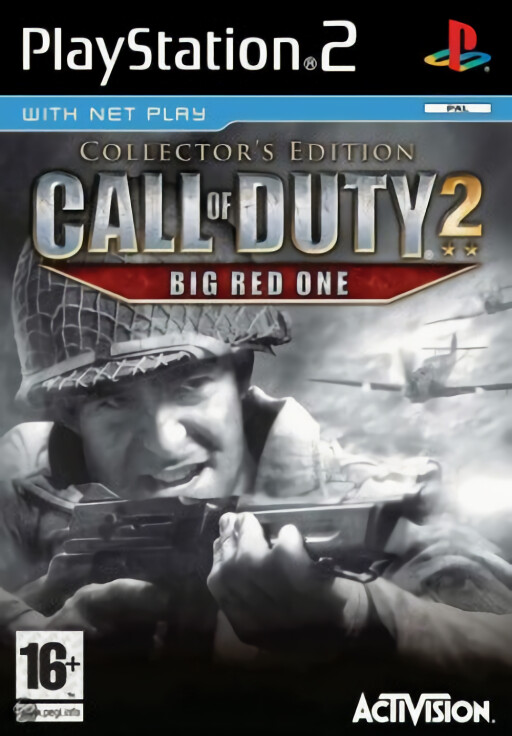 PlayStation®2
WITH NET PLAY
PAL
COLLECTOR'S EDITION
CALL OF DUTY® 2
BIG RED ONE
16+
www.pegi.info
ACTIVISION.